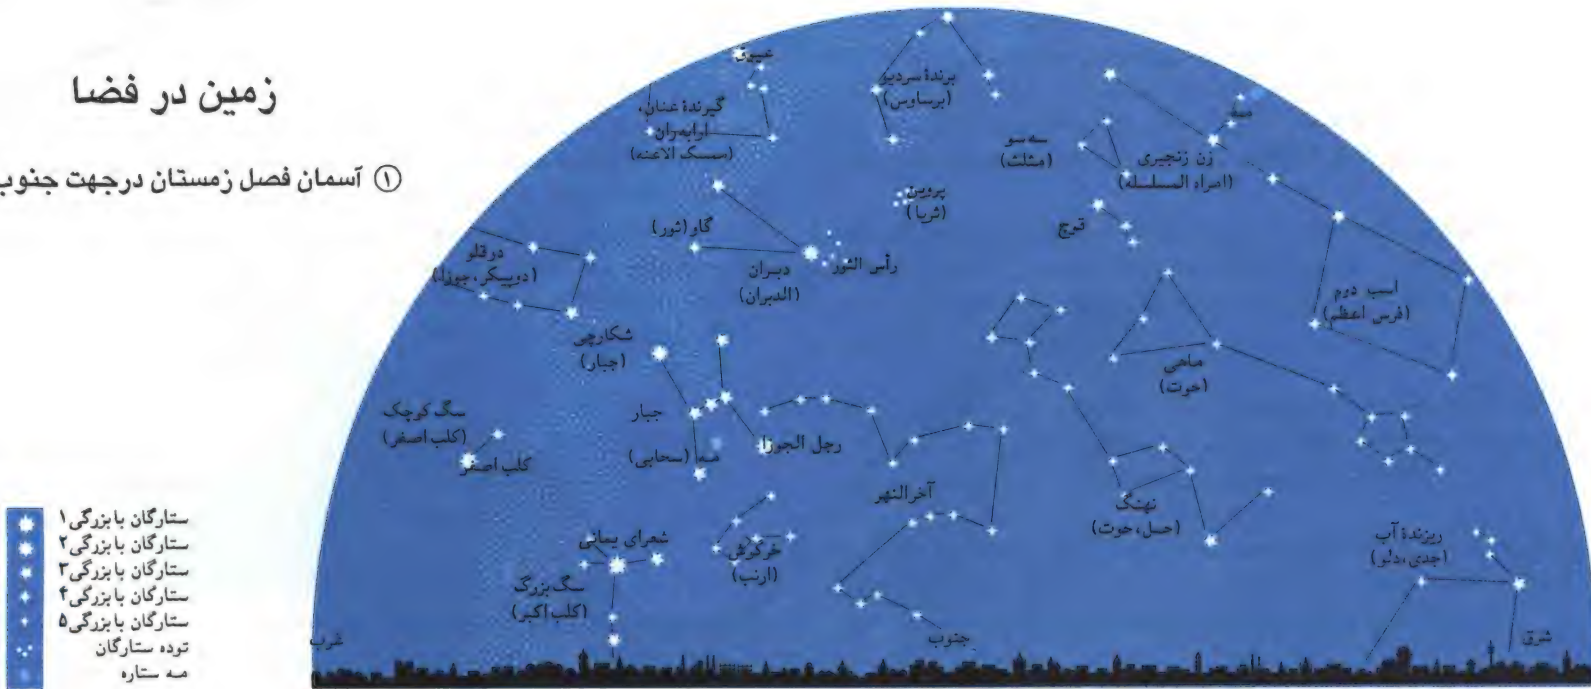 زمین در فضا
① آسمان فصل زمستان درجهت جنوب
عیوق
گیرندهٔ عنان،
ارابه‌ران
(سمسک الاعنه)
برندهٔ سردیو
(برساوس)
سه‌سو
(مثلث)
زن زنجیری
(امراه المسلسله)
پروین
(ثریا)
قوچ
گاو (ثور)
دبران
(الدبران)
رأس الثور
دوقلو
(دوپیکر، جوزا)
اسب دوم
(فرس اعظم)
شکارچی
(جبار)
ماهی
(حوت)
سگ کوچک
(کلب اصغر)
کلب اصغر
جبار
مه (سحابی)
رجل الجوزا
آخرالنهر
نهنگ
(حمل، حوت)
شعرای یمانی
خرگوش
(ارنب)
سگ بزرگ
(کلب اکبر)
ریزندهٔ آب
(جدی، دلو)
غرب
جنوب
شرق
ستارگان با بزرگی ۱
ستارگان با بزرگی ۲
ستارگان با بزرگی ۳
ستارگان با بزرگی ۴
ستارگان با بزرگی ۵
توده ستارگان
مه ستاره